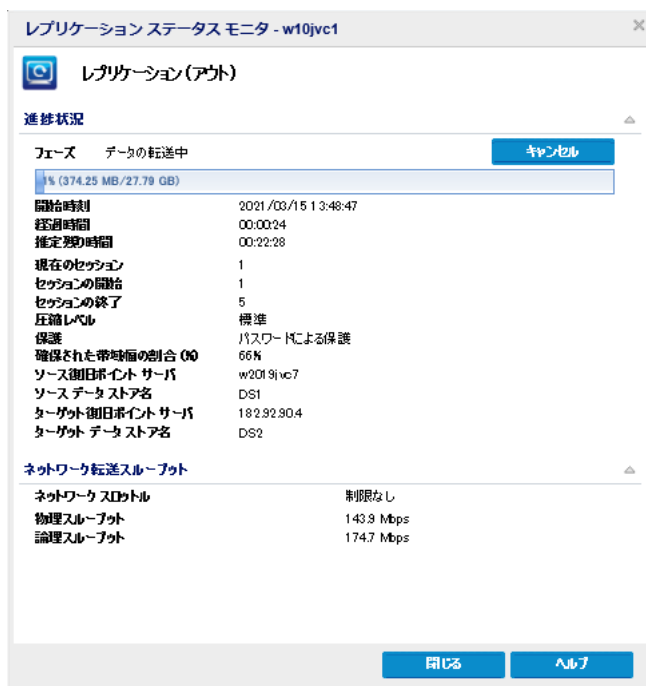 レプリケーション ステータス モニタ - w10jvc1
レプリケーション(アウト)
進捗状況
フェーズ データの転送中 キャンセル
1% (374.25 MB/27.79 GB)
開始時刻 2021/03/15 13:48:47
経過時間 00:00:24
推定残り時間 00:22:28
現在のセッション 1
セッションの開始 1
セッションの終了 5
圧縮レベル 標準
保護 パスワードによる保護
確保された帯域幅の割合 (%) 66%
ソース復旧ポイント サーバ w2019jvc7
ソース データ ストア名 DS1
ターゲット復旧ポイント サーバ 182.92.90.4
ターゲット データ ストア名 DS2
ネットワーク転送スループット
ネットワーク スロットル 制限なし
物理スループット 143.9 Mbps
論理スループット 174.7 Mbps
閉じる ヘルプ